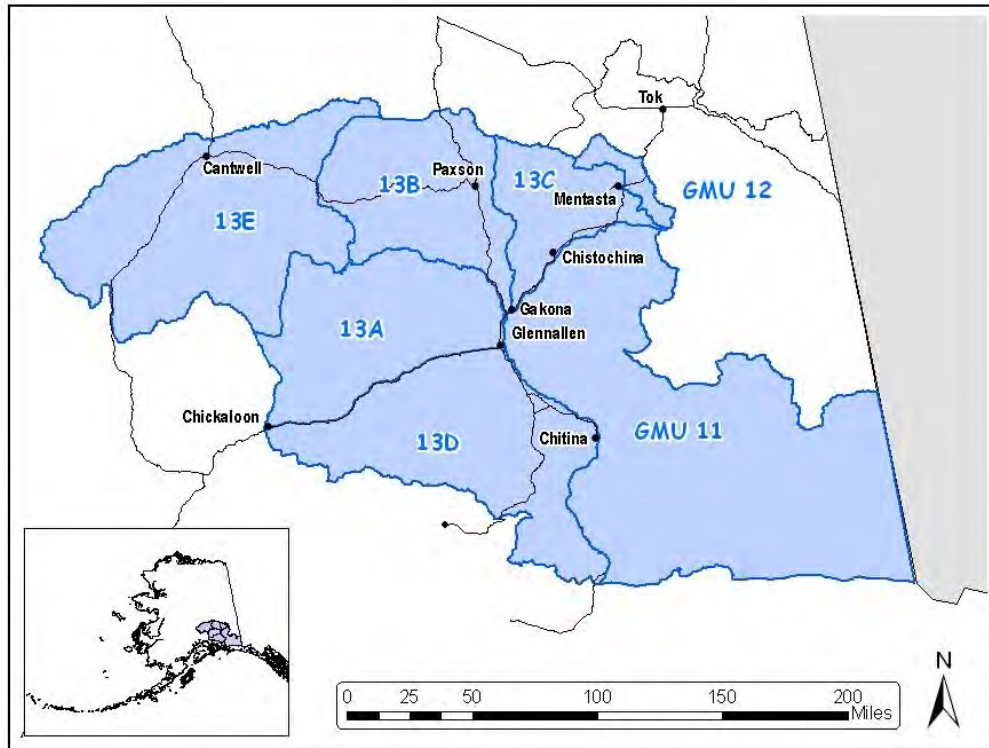 Tok
Cantwell
Paxson
13B
13C
Mentasta
GMU 12
13E
Chistochina
Gakona
13A
Glennallen
Chickaloon
13D
Chitina
GMU 11
N
0 25 50 100 150 200
Miles